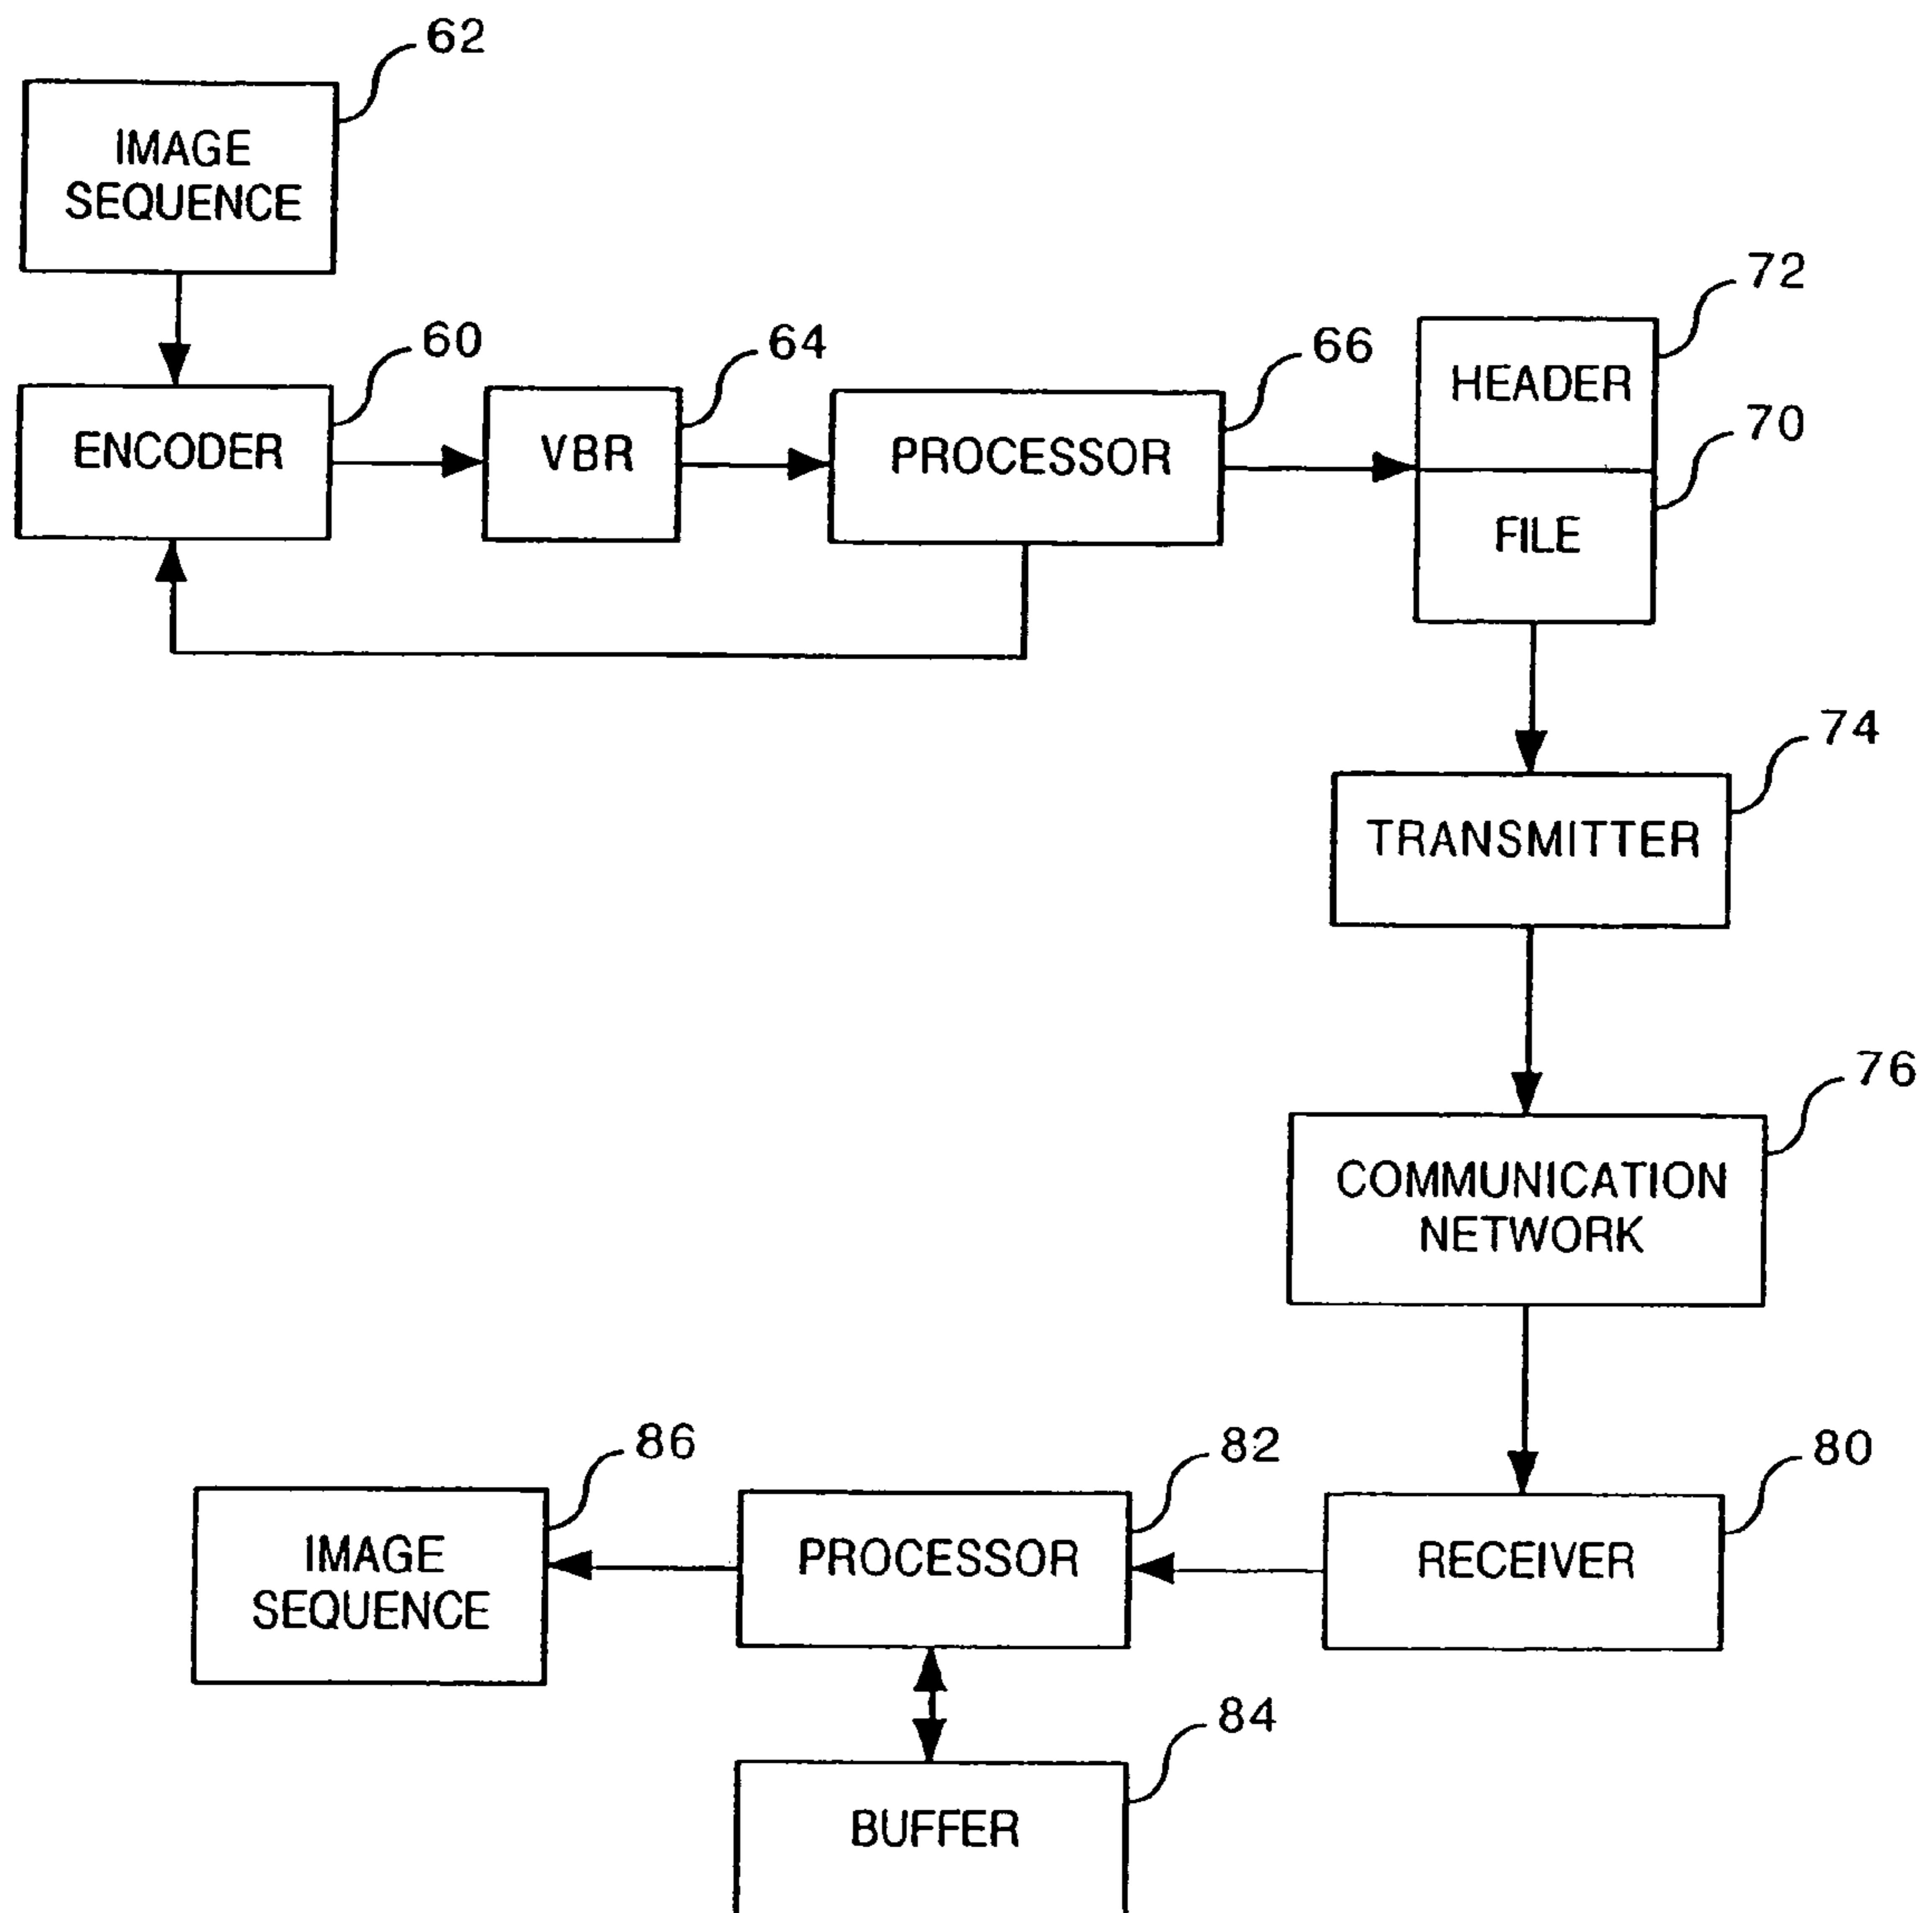 62
IMAGE
SEQUENCE
60
ENCODER
64
VBR
66
PROCESSOR
72
HEADER
70
FILE
74
TRANSMITTER
76
COMMUNICATION
NETWORK
86
IMAGE
SEQUENCE
82
PROCESSOR
80
RECEIVER
84
BUFFER